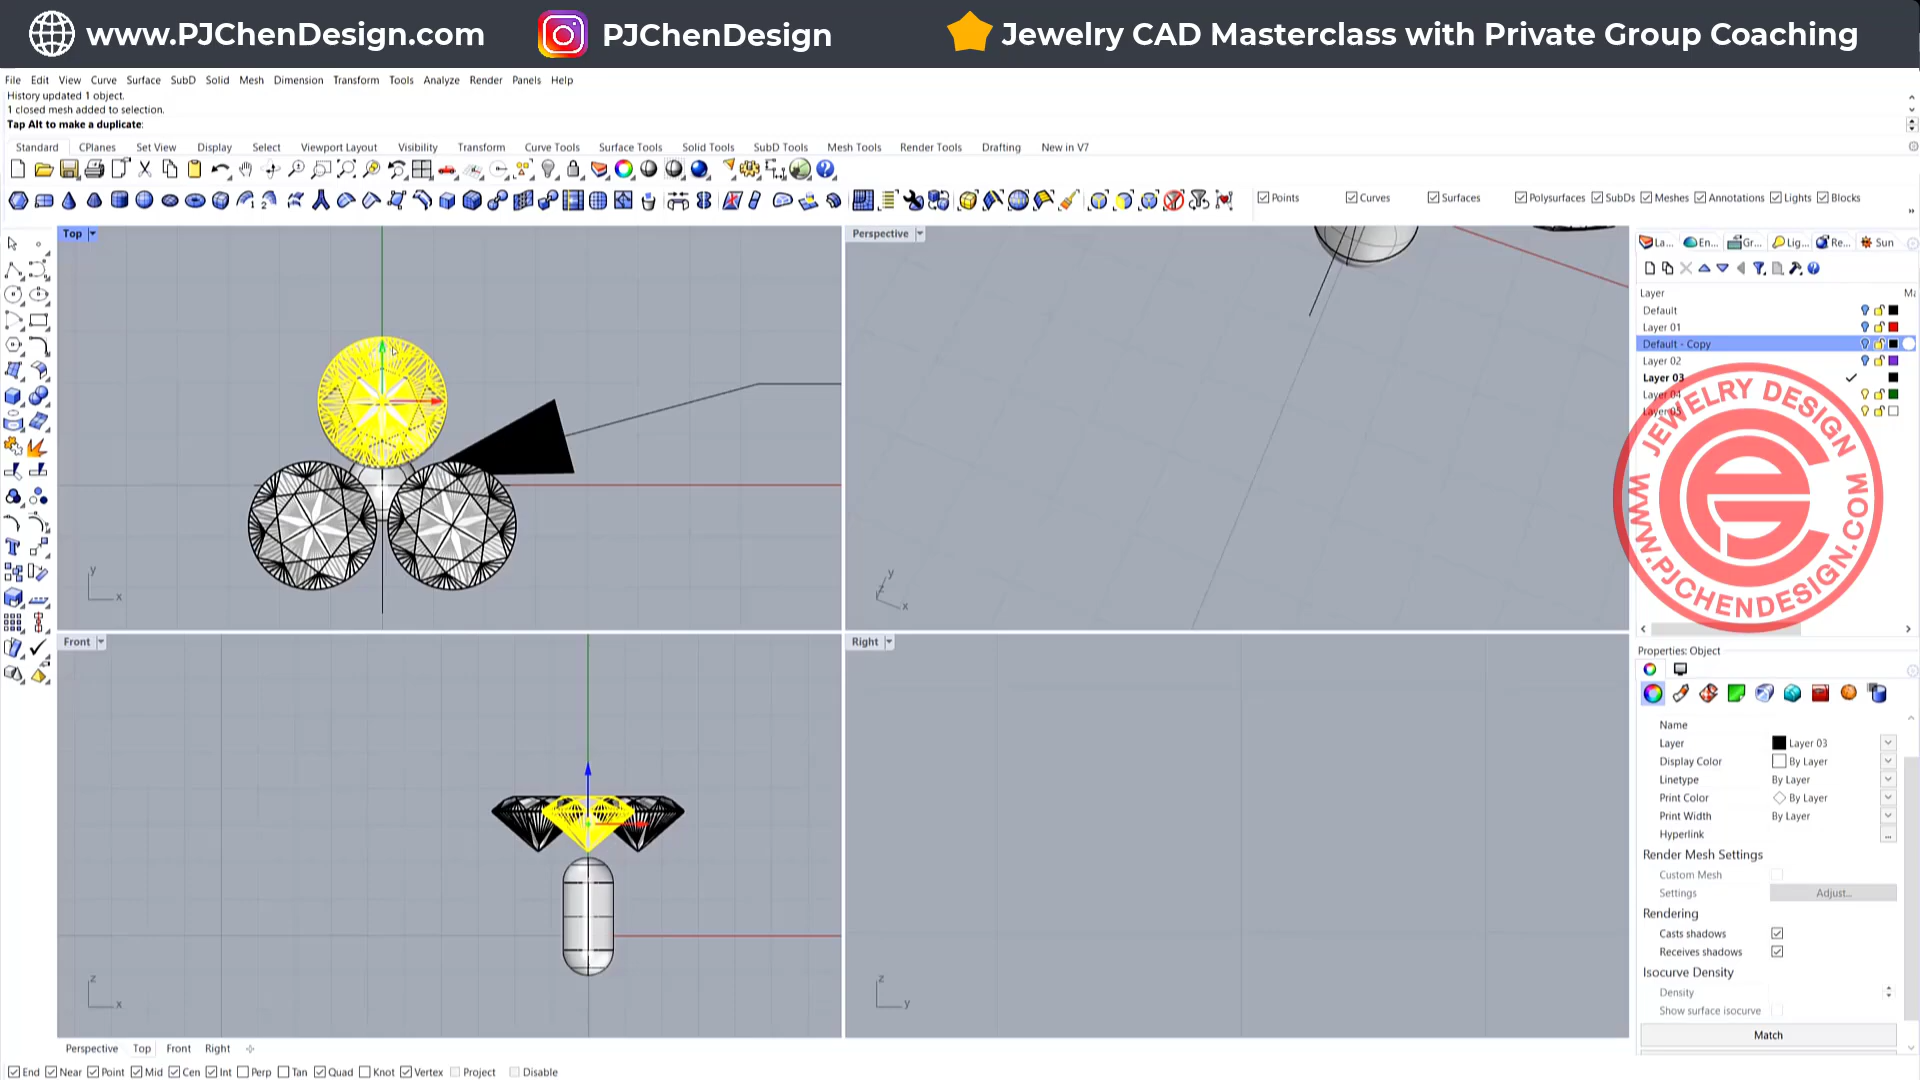 www.PJChenDesign.com PJChenDesign Jewelry CAD Masterclass with Private Group Coaching
File Edit View Curve Surface SubD Solid Mesh Dimension Transform Tools Analyze Render Panels Help
History updated 1 object.
1 closed mesh added to selection.
Tap Alt to make a duplicate:
Standard CPlanes Set View Display Select Viewport Layout Visibility Transform Curve Tools Surface Tools Solid Tools SubD Tools Mesh Tools Render Tools Drafting New in V7
Points Curves Surfaces Polysurfaces SubDs Meshes Annotations Lights Blocks
Top
Perspective
La... En... Gr... Lig... Re... Sun
Layer
Default
Layer 01
Default - Copy
Layer 02
Layer 03
JEWELRY DESIGN
WWW.PJCHENDESIGN.COM
y x
y x
Front
Right
z x
z y
Properties: Object
Name
Layer Layer 03
Display Color By Layer
Linetype By Layer
Print Color By Layer
Print Width By Layer
Hyperlink ...
Render Mesh Settings
Custom Mesh
Settings Adjust...
Rendering
Casts shadows
Receives shadows
Isocurve Density
Density
Show surface isocurve
Match
Perspective Top Front Right
End Near Point Mid Cen Int Perp Tan Quad Knot Vertex Project Disable